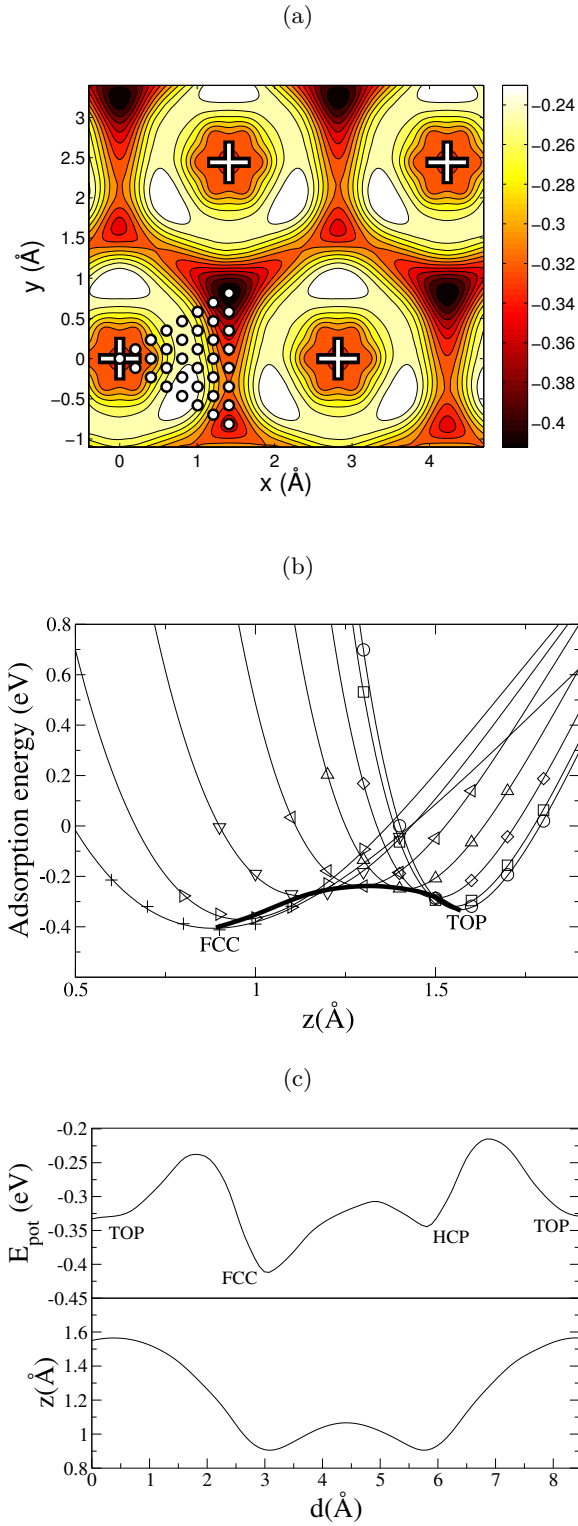 (a)
3
2.5
2
1.5
1
0.5
0
−0.5
−1
y (Å)
0 1 2 3 4
x (Å)
−0.24
−0.26
−0.28
−0.3
−0.32
−0.34
−0.36
−0.38
−0.4
(b)
0.8
0.6
0.4
0.2
0
-0.2
-0.4
Adsorption energy (eV)
FCC
TOP
0.5 1 1.5
z(Å)
(c)
-0.2
-0.25
-0.3
-0.35
-0.4
-0.45
E_pot (eV)
TOP
FCC
HCP
TOP
1.6
1.4
1.2
1
0.8
z(Å)
0 1 2 3 4 5 6 7 8
d(Å)